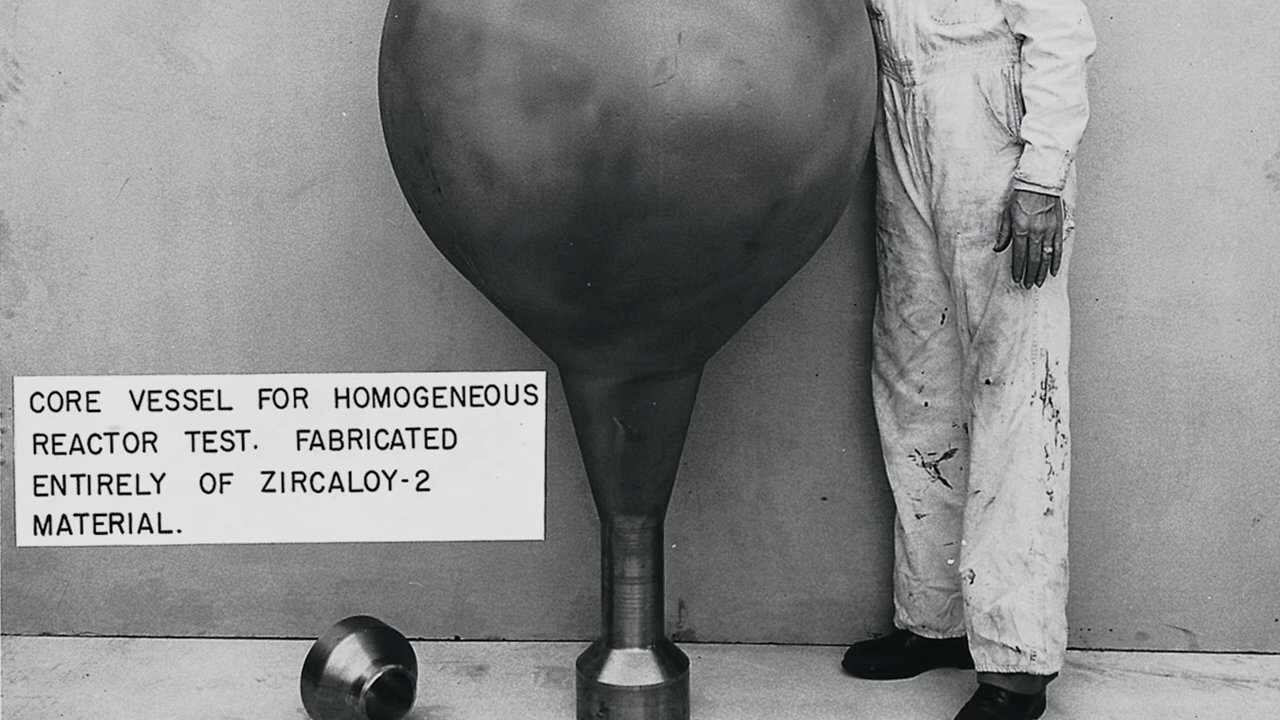 CORE VESSEL FOR HOMOGENEOUS
REACTOR TEST. FABRICATED
ENTIRELY OF ZIRCALOY-2
MATERIAL.